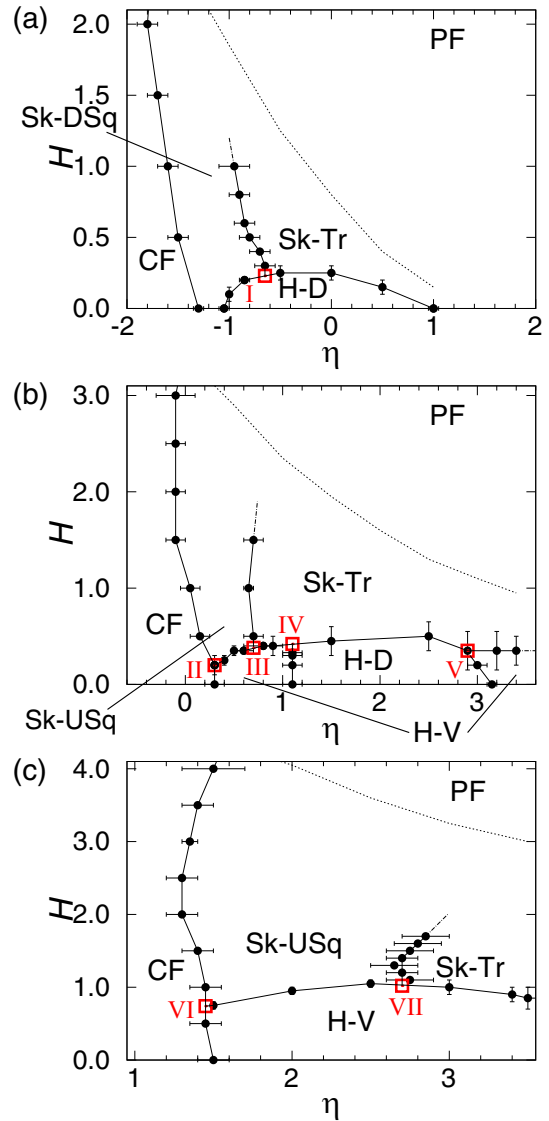 (a)
PF
2.0
1.5
Sk-DSq
H
1.0
Sk-Tr
0.5
CF
I
H-D
0.0
-2
-1
0
1
η
(b)
PF
3.0
2.0
H
1.0
Sk-Tr
CF
IV
II
III
H-D
V
0.0
0
1
2
3
Sk-USq
H-V
η
(c)
PF
4.0
3.0
H
2.0
Sk-USq
CF
Sk-Tr
1.0
VI
VII
H-V
0.0
1
2
3
η